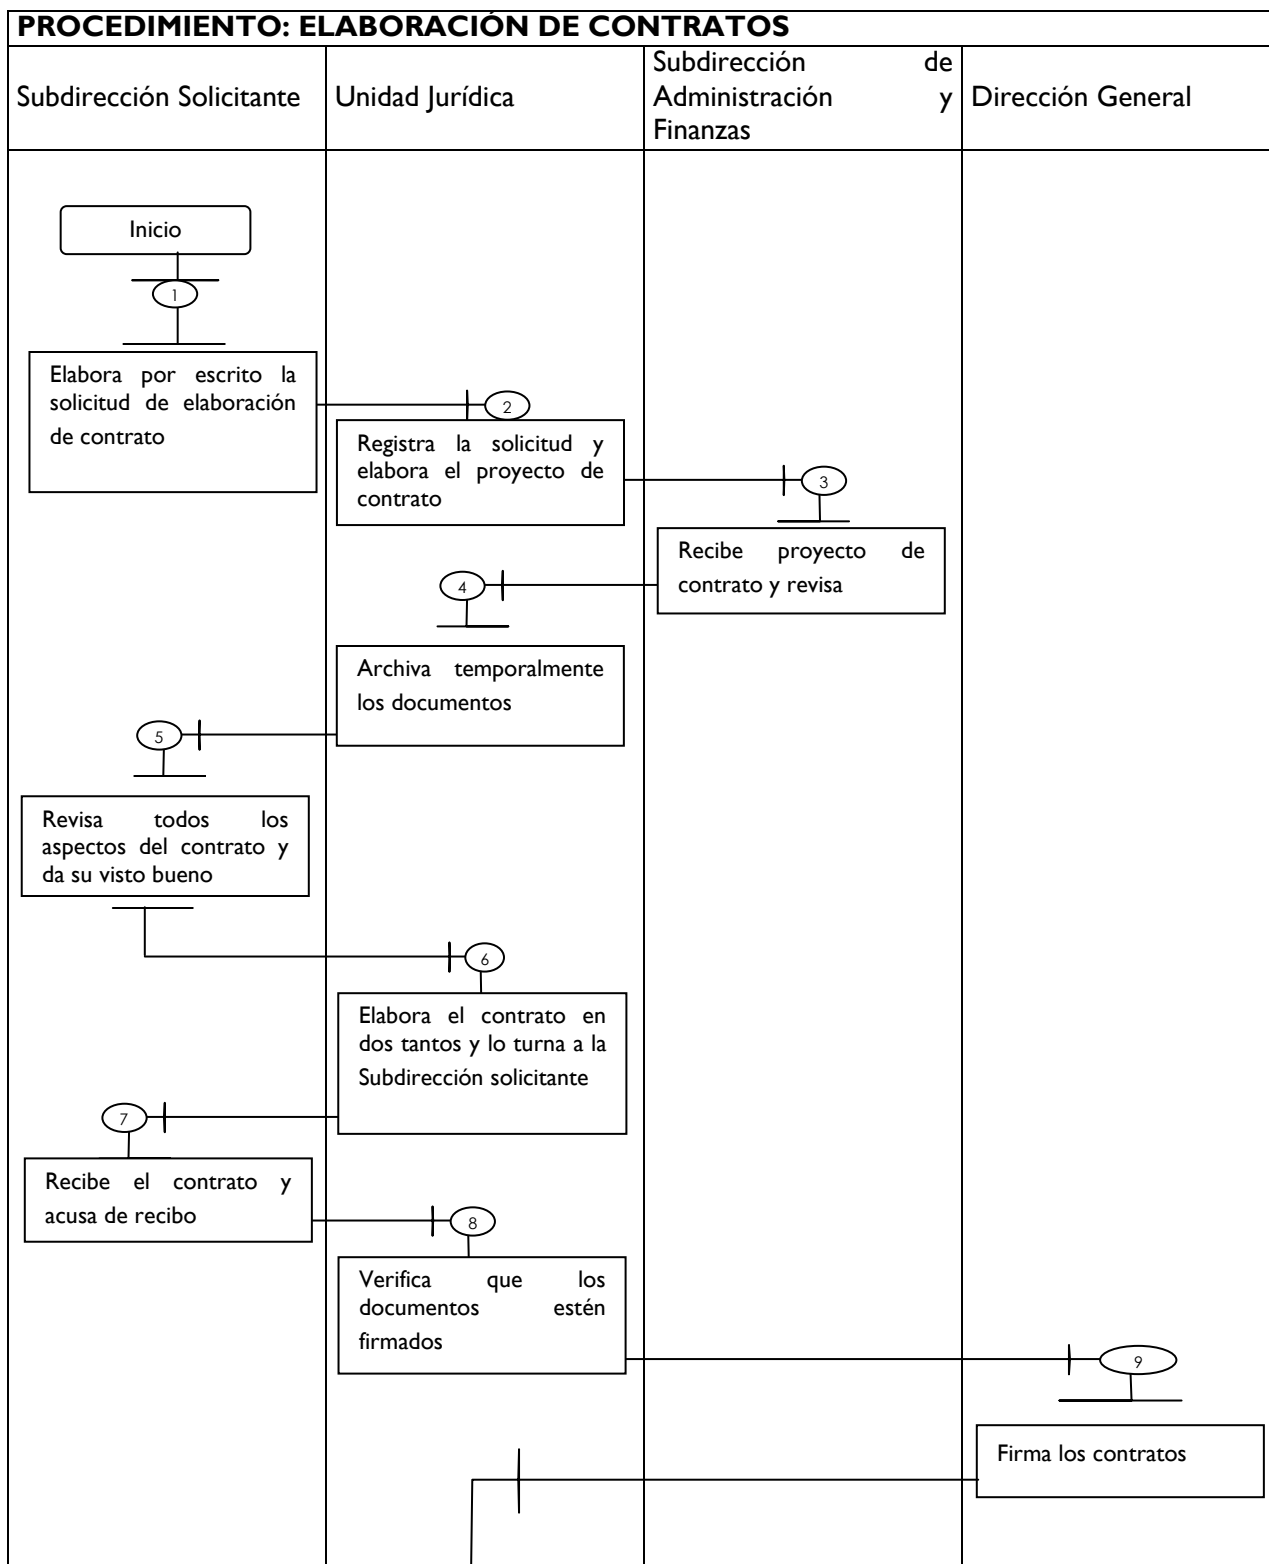 PROCEDIMIENTO: ELABORACIÓN DE CONTRATOS
Subdirección Solicitante
Unidad Jurídica
Subdirección de
Administración y
Finanzas
Dirección General
Inicio
1
Elabora por escrito la
solicitud de elaboración
de contrato
2
Registra la solicitud y
elabora el proyecto de
contrato
3
Recibe proyecto de
contrato y revisa
4
Archiva temporalmente
los documentos
5
Revisa todos los
aspectos del contrato y
da su visto bueno
6
Elabora el contrato en
dos tantos y lo turna a la
Subdirección solicitante
7
Recibe el contrato y
acusa de recibo
8
Verifica que los
documentos estén
firmados
9
Firma los contratos